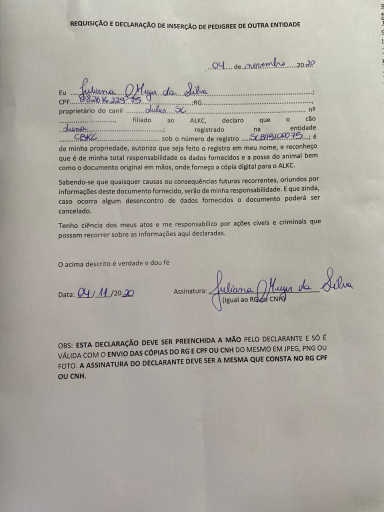 REQUISIÇÃO E DECLARAÇÃO DE INSERÇÃO DE PEDIGREE DE OUTRA ENTIDADE
04 de novembro 2020
Eu Juliana Muyr da Silva
CPF RG
proprietário do canil Jules SC nº
filiado ao ALKC, declaro que o cão
registrado na entidade
CBKC sob o número de registro ; é
de minha propriedade, autorizo que seja feito o registro em meu nome, e reconheço
que é de minha total responsabilidade os dados fornecidos e a posse do animal bem
como o documento original em mãos, onde forneço a cópia digital para o ALKC.
Sabendo-se que quaisquer causas ou consequências futuras recorrentes, oriundos por
informações deste documento fornecido, serão de minha responsabilidade. E que ainda,
caso ocorra algum desencontro de dados fornecidos o documento poderá ser
cancelado.
Tenho ciência dos meus atos e me responsabilizo por ações cíveis e criminais que
possam recorrer sobre as informações aqui declaradas.
O acima descrito é verdade e dou fé
Data: 04/11/2020 Assinatura: Juliana Muyr da Silva
(Igual ao RG ou CNH)
OBS: ESTA DECLARAÇÃO DEVE SER PREENCHIDA A MÃO PELO DECLARANTE E SÓ É
VÁLIDA COM O ENVIO DAS CÓPIAS DO RG E CPF OU CNH DO MESMO EM JPEG, PNG OU
FOTO. A ASSINATURA DO DECLARANTE DEVE A MESMA QUE CONSTA NO RG CPF
OU CNH.